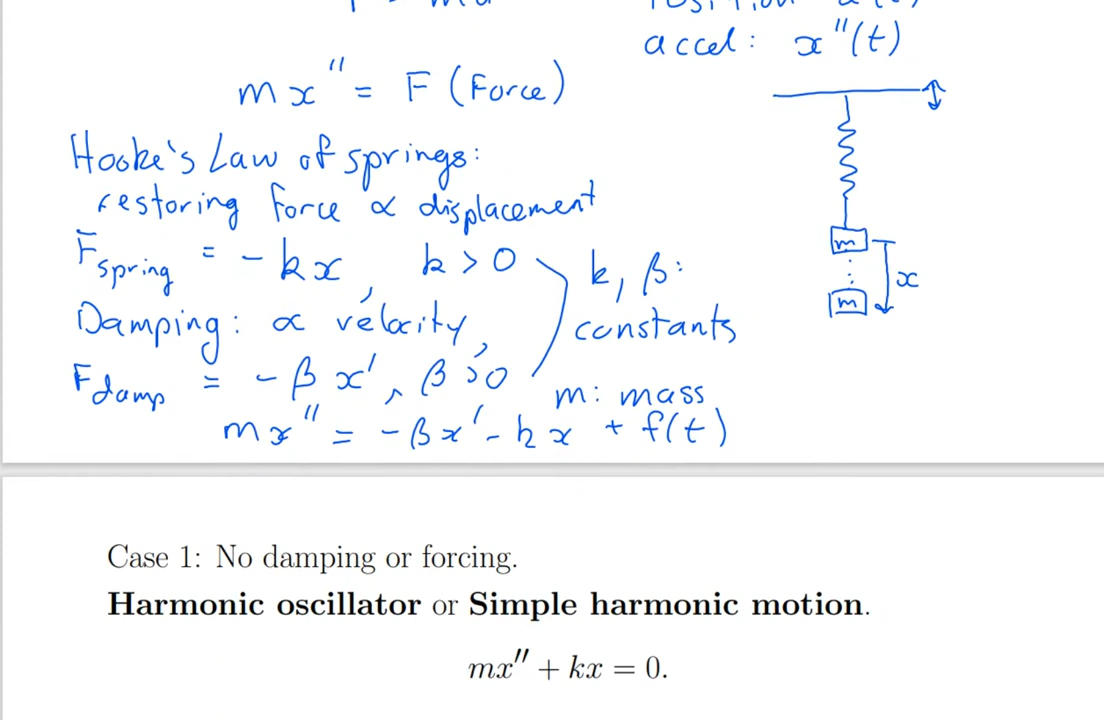 accel: x''(t)
mx'' = F (Force)
Hooke's Law of springs:
restoring force ∝ displacement
F_spring = -kx, k > 0
k, β: constants
Damping: ∝ velocity,
F_damp = -βx', β > 0
m: mass
mx'' = -βx' - kx + f(t)
m
m
x
Case 1: No damping or forcing.
Harmonic oscillator or Simple harmonic motion.
mx'' + kx = 0.